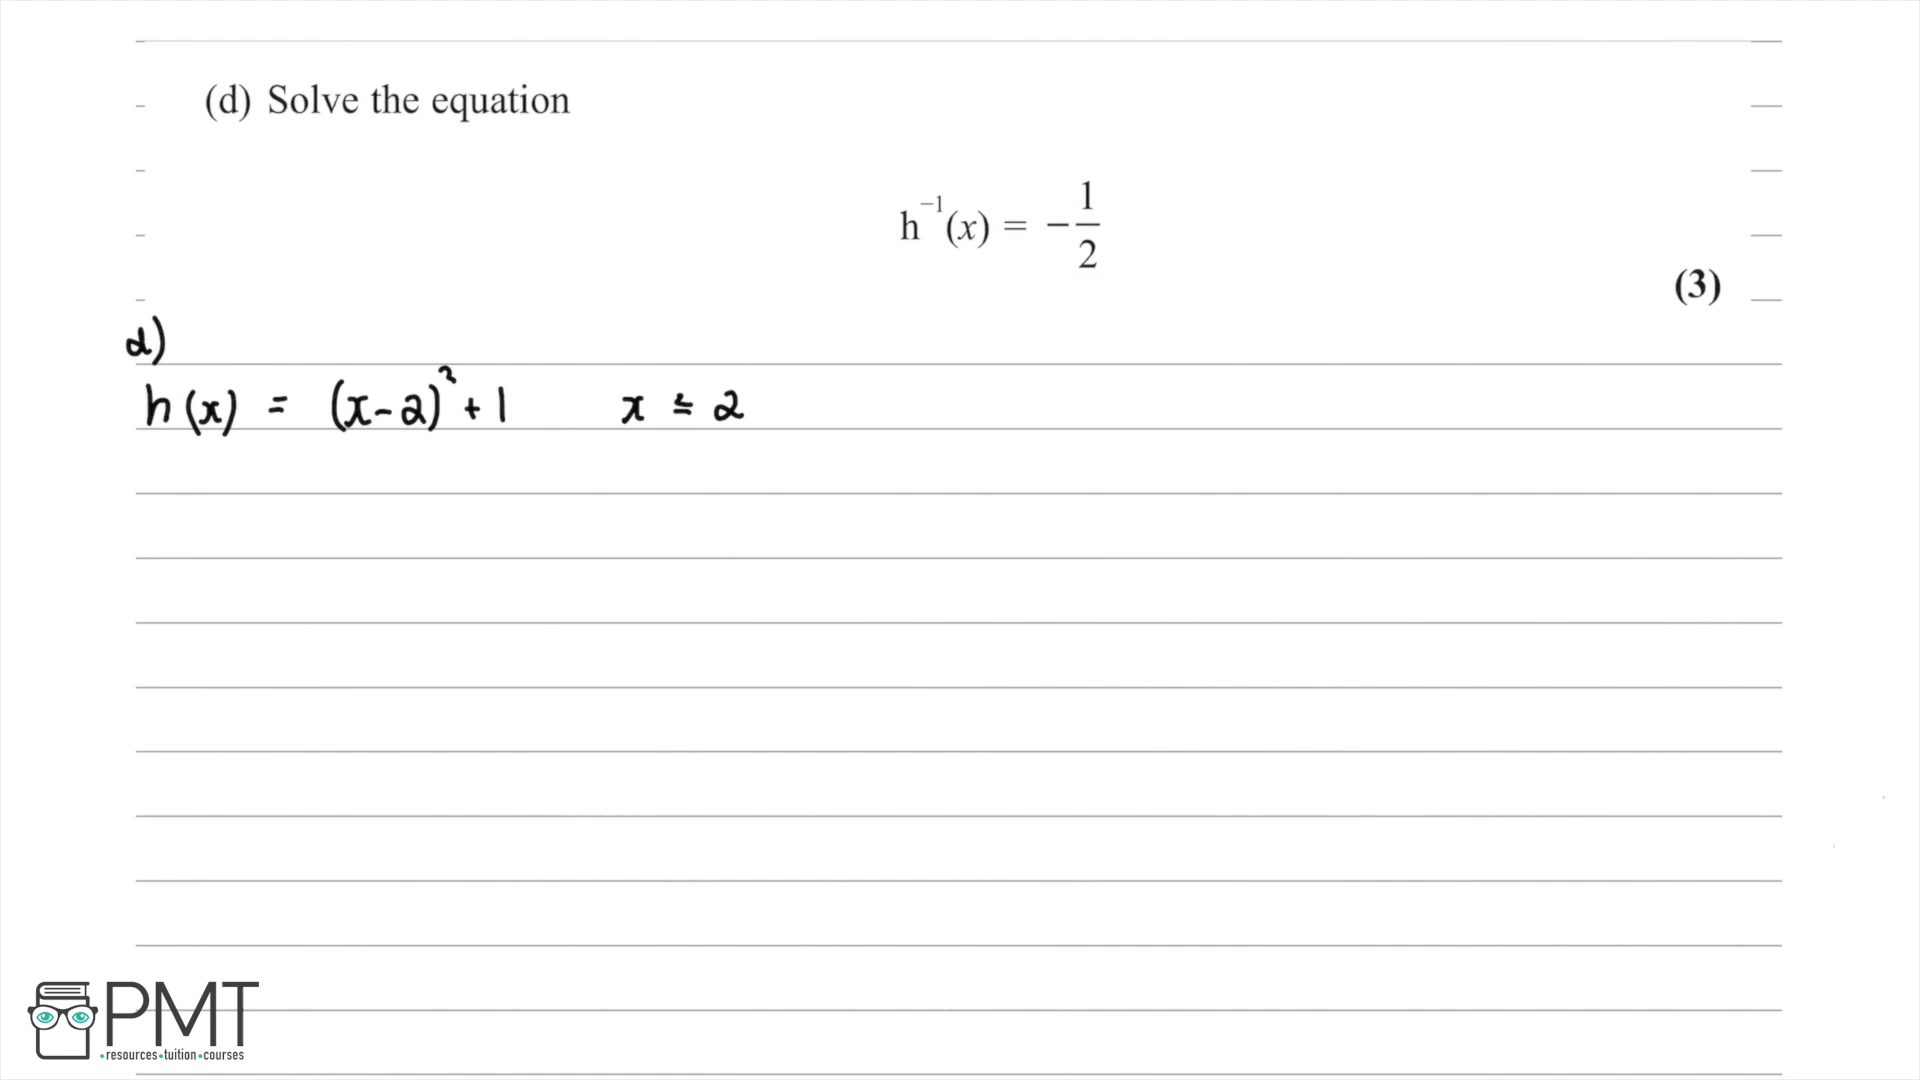 (d) Solve the equation
h⁻¹(x) = −1/2
(3)
d)
h(x) = (x-2)² + 1 x ≤ 2
PMT
•resources•tuition•courses